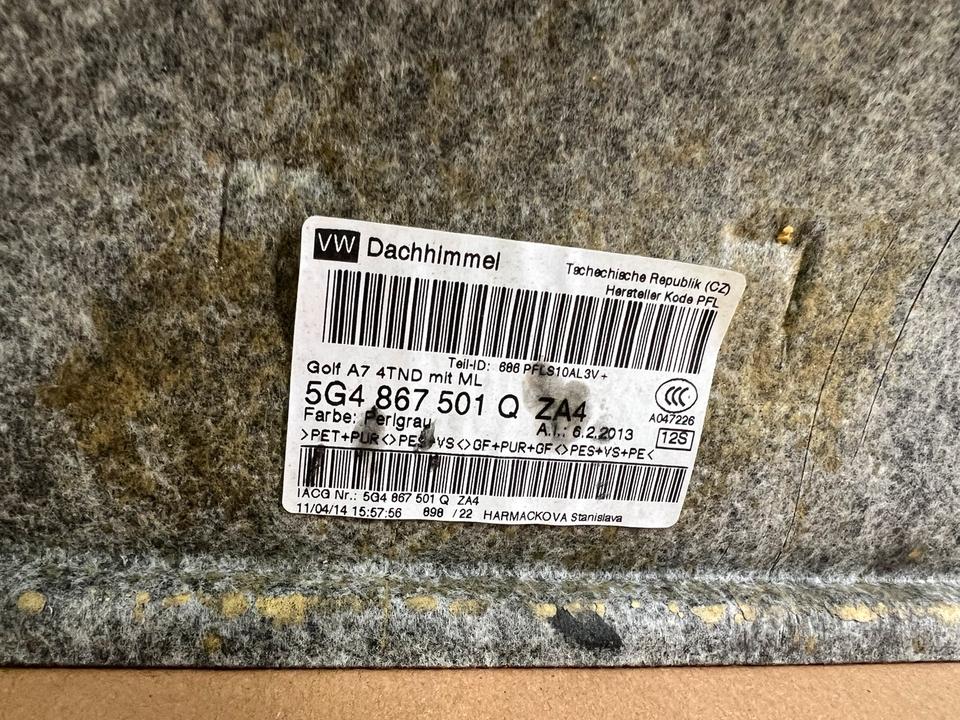 VW Dachhimmel
Tschechische Republik (CZ)
Hersteller Kode PFL
Teil-ID: 686 PFLS10AL3V+
Golf A7 4TND mit ML
5G4 867 501 Q ZA4
Farbe: Perlgrau
A.I.: 6.2.2013
CCC
A047226
12S
>PET+PUR<>PES+VS<>GF+PUR+GF<>PES+VS+PE<
IACG Nr.: 5G4 867 501 Q ZA4
11/04/14 15:57:56 898 /22 HARMACKOVA Stanislava